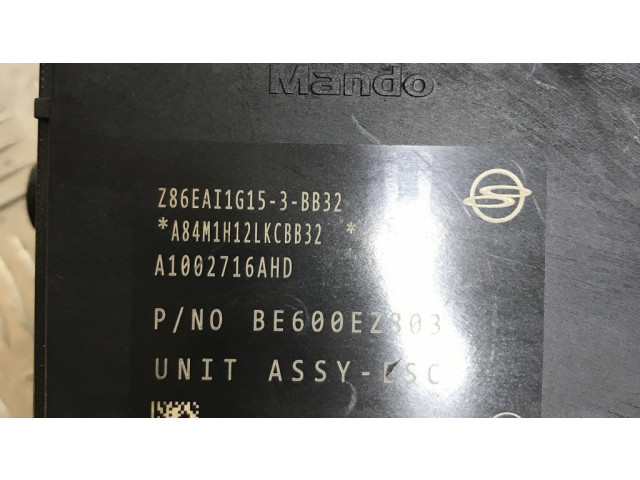 Mando
Z86EAI1G15-3-BB32
*A84M1H12LKCBB32 *
A1002716AHD
P/NO BE600EZ803
UNIT ASSY-ESC